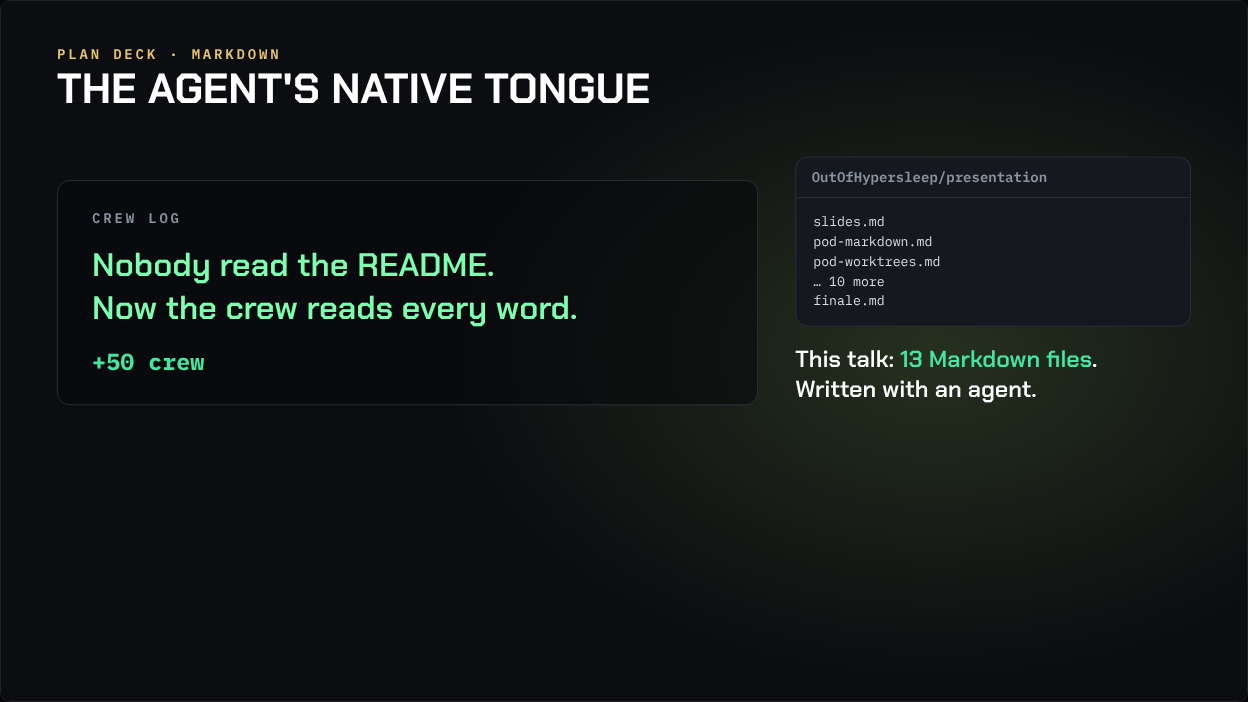 PLAN DECK · MARKDOWN
THE AGENT'S NATIVE TONGUE
CREW LOG
Nobody read the README.
Now the crew reads every word.
+50 crew
OutOfHypersleep/presentation
slides.md
pod-markdown.md
pod-worktrees.md
… 10 more
finale.md
This talk: 13 Markdown files.
Written with an agent.